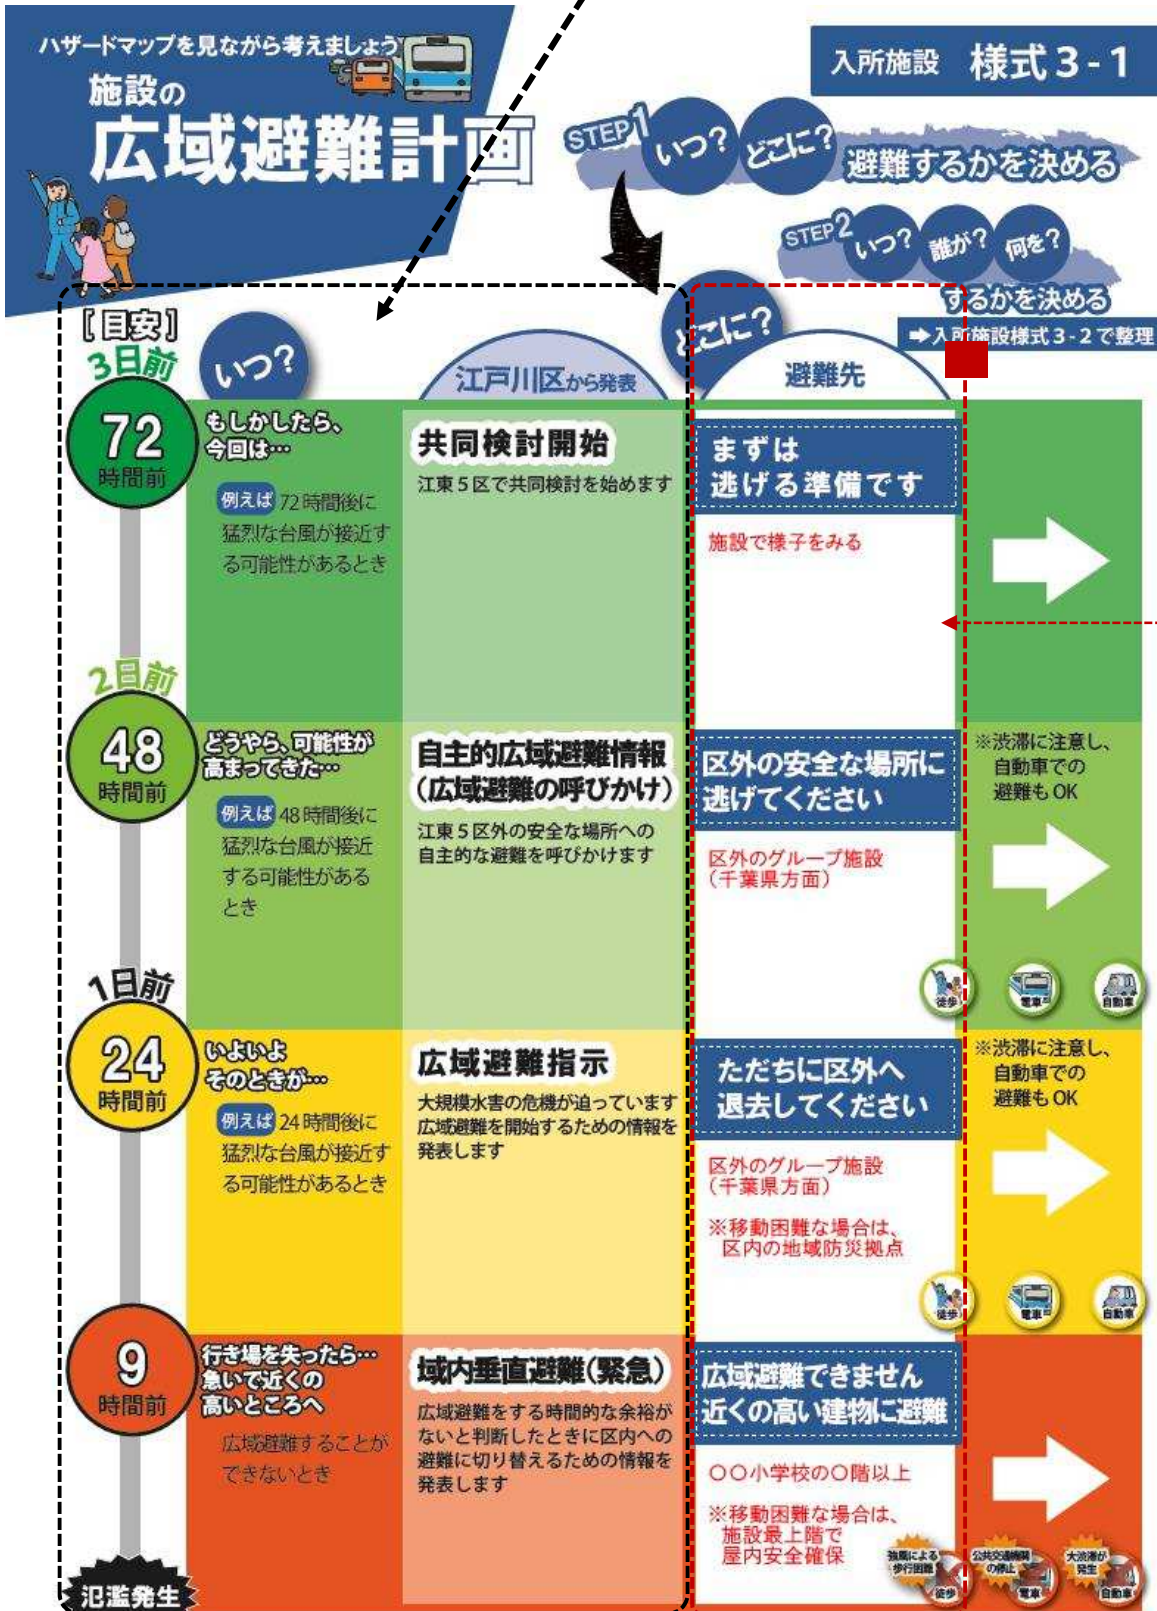 ハザードマップを見ながら考えましょう
施設の
広域避難計画
入所施設 様式3-1
STEP1 いつ? どこに? 避難するかを決める
STEP2 いつ? 誰が? 何を?
するかを決める
➡入所施設様式3-2で整理
[目安]
いつ?
江戸川区から発表
どこに?
避難先
3日前
72
時間前
もしかしたら、
今回は…
例えば 72時間後に
猛烈な台風が接近す
る可能性があるとき
共同検討開始
江東5区で共同検討を始めます
まずは
逃げる準備です
施設で様子をみる
2日前
48
時間前
どうやら、可能性が
高まってきた…
例えば 48時間後に
猛烈な台風が接近
する可能性がある
とき
自主的広域避難情報
(広域避難の呼びかけ)
江東5区外の安全な場所への
自主的な避難を呼びかけます
区外の安全な場所に
逃げてください
区外のグループ施設
(千葉県方面)
※渋滞に注意し、
自動車での
避難もOK
徒歩 電車 自動車
1日前
24
時間前
いよいよ
そのときが…
例えば 24時間後に
猛烈な台風が接近す
る可能性があるとき
広域避難指示
大規模水害の危機が迫っています
広域避難を開始するための情報を
発表します
ただちに区外へ
退去してください
区外のグループ施設
(千葉県方面)
※移動困難な場合は、
区内の地域防災拠点
※渋滞に注意し、
自動車での
避難もOK
徒歩 電車 自動車
9
時間前
行き場を失ったら…
急いで近くの
高いところへ
広域避難することが
できないとき
域内垂直避難(緊急)
広域避難をする時間的な余裕が
ないと判断したときに区内への
避難に切り替えるための情報を
発表します
広域避難できません
近くの高い建物に避難
〇〇小学校の〇階以上
※移動困難な場合は、
施設最上階で
屋内安全確保
強風による
歩行困難
徒歩
公共交通機関
の停止
電車
大渋滞が
発生
自動車
氾濫発生